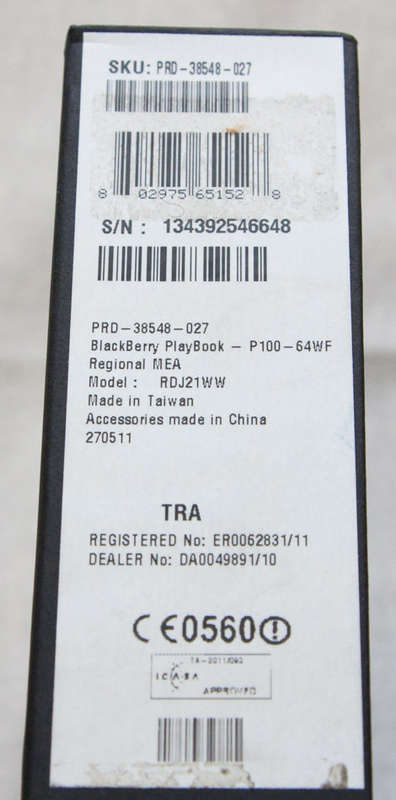 SKU: PRD-38548-027
8 02975 65152 8
S/N : 134392546648
PRD-38548-027
BlackBerry PlayBook - P100-64WF
Regional MEA
Model : RDJ21WW
Made in Taiwan
Accessories made in China
270511
TRA
REGISTERED No: ER0062831/11
DEALER No: DA0049891/10
CE0560
ICASA
APPROVED